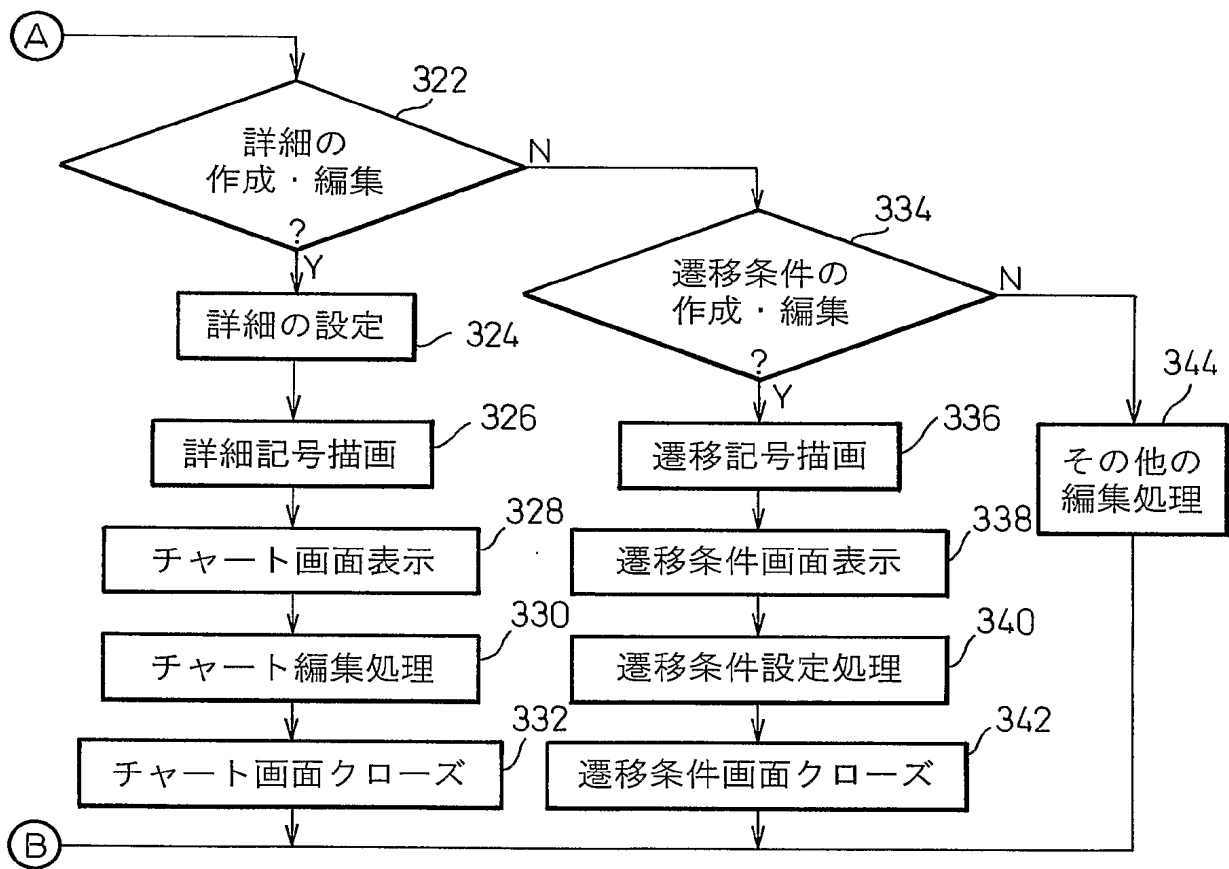 A
322
詳細の
作成・編集
?
N
Y
334
遷移条件の
作成・編集
?
N
Y
詳細の設定
324
344
その他の
編集処理
詳細記号描画
326
遷移記号描画
336
チャート画面表示
328
遷移条件画面表示
338
チャート編集処理
330
遷移条件設定処理
340
チャート画面クローズ
332
遷移条件画面クローズ
342
B